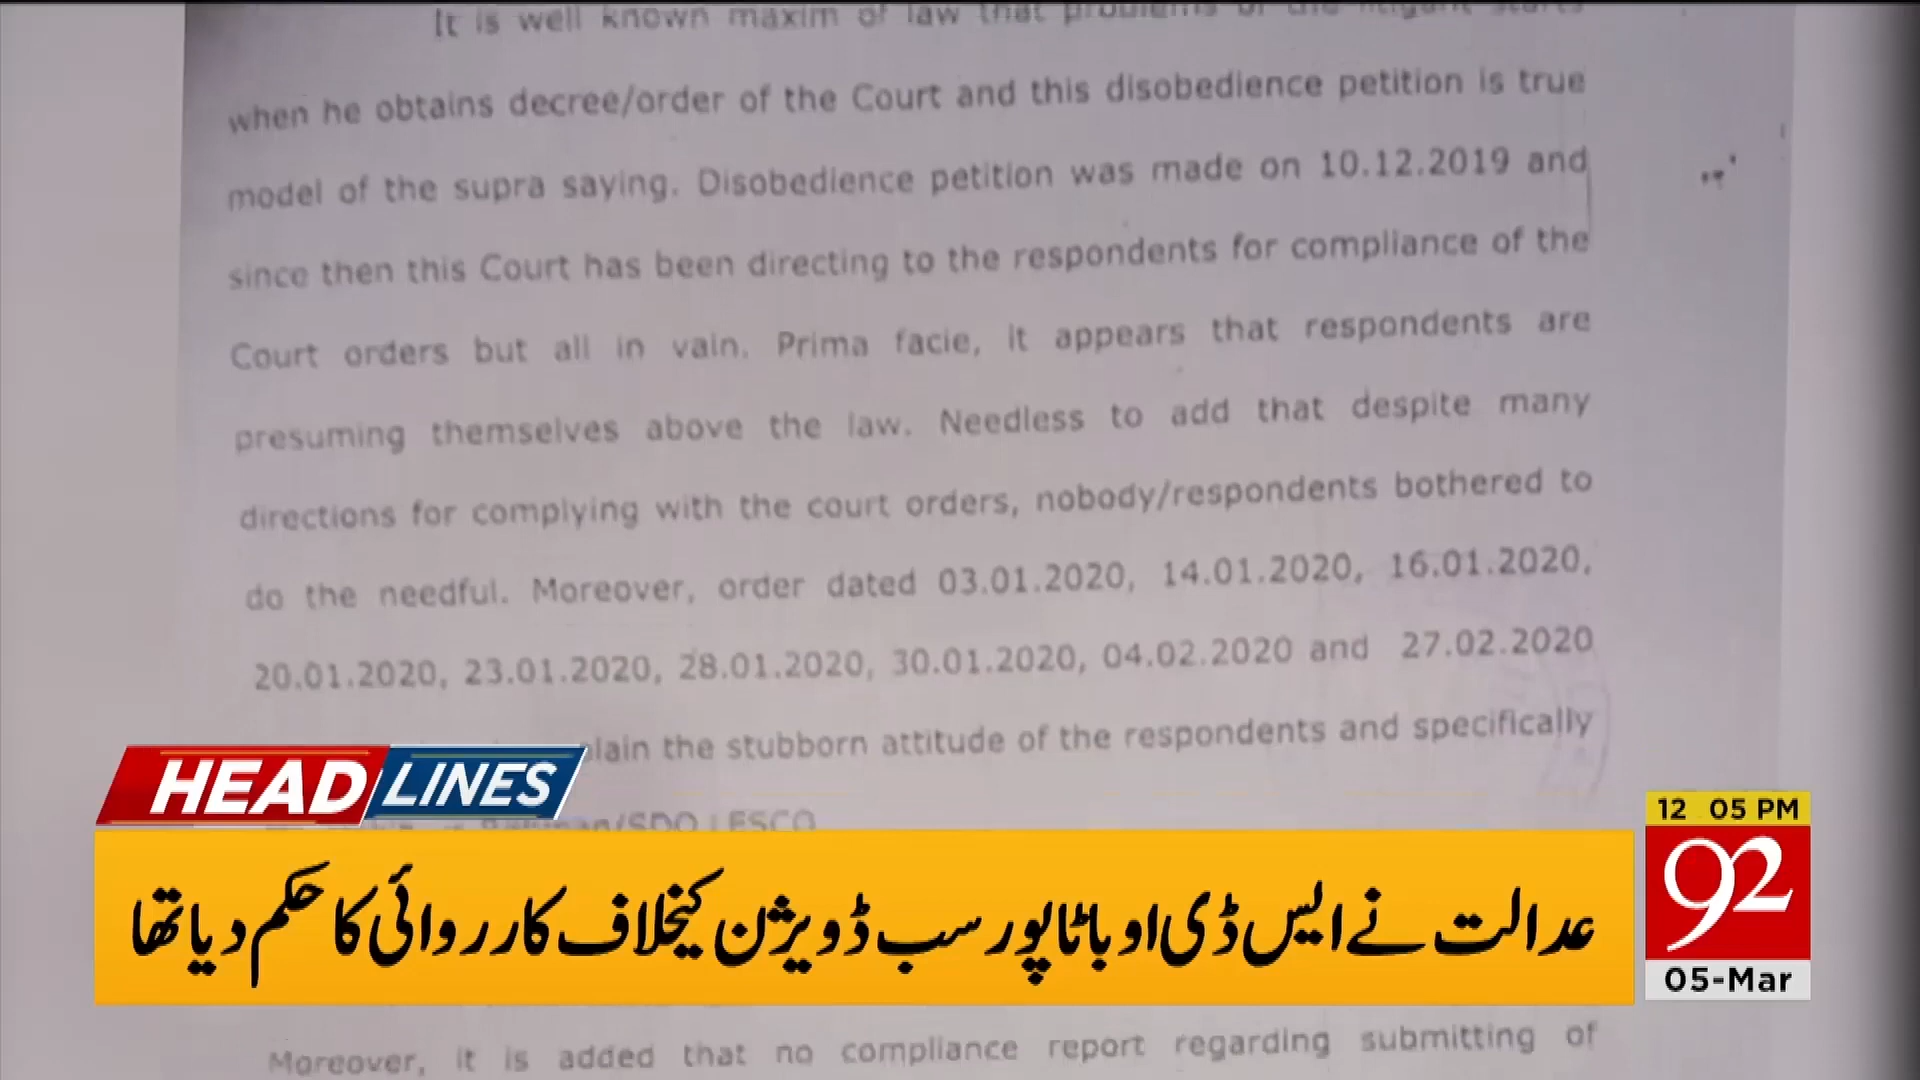 It is well known maxim of law that problems of the litigant starts
when he obtains decree/order of the Court and this disobedience petition is true
model of the supra saying. Disobedience petition was made on 10.12.2019 and
since then this Court has been directing to the respondents for compliance of the
Court orders but all in vain. Prima facie, it appears that respondents are
presuming themselves above the law. Needless to add that despite many
directions for complying with the court orders, nobody/respondents bothered to
do the needful. Moreover, order dated 03.01.2020, 14.01.2020, 16.01.2020,
20.01.2020, 23.01.2020, 28.01.2020, 30.01.2020, 04.02.2020 and 27.02.2020
the stubborn attitude of the respondents and specifically
HEADLINES
LESCO
12 05 PM
92
05-Mar
عدالت نے ایس ڈی او باٹا پور سب ڈویژن کیخلاف کارروائی کا حکم دیا تھا
Moreover, it is added that no compliance report regarding submitting of